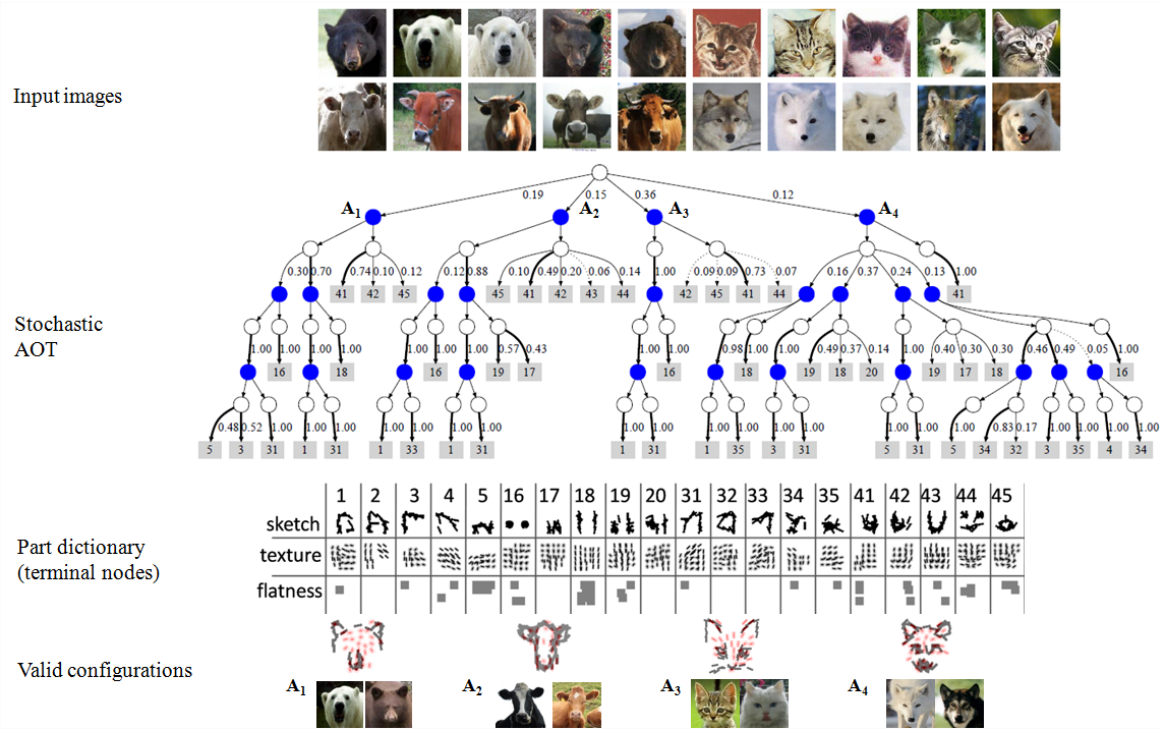 Input images
0.19 0.15 0.36 0.12
A1 A2 A3 A4
0.30 0.70 0.74 0.10 0.12 0.12 0.88 0.10 0.49 0.20 0.06 0.14 1.00 0.09 0.09 0.73 0.07 0.16 0.37 0.24 0.13 1.00
41 42 45 45 41 42 43 44 42 45 41 44 41
Stochastic
AOT
1.00 1.00 1.00 1.00 1.00 1.00 1.00 0.57 0.43 1.00 1.00 0.98 1.00 1.00 0.49 0.37 0.14 1.00 0.40 0.30 0.30 0.46 0.49 0.05 1.00
16 18 16 19 17 16 18 19 18 20 19 17 18 16
0.48 0.52 1.00 1.00 1.00 1.00 1.00 1.00 1.00 1.00 1.00 1.00 1.00 1.00 1.00 1.00 1.00 1.00 0.83 0.17 1.00 1.00 1.00 1.00
5 3 31 1 31 1 33 1 31 1 31 1 35 3 31 5 31 5 34 32 3 35 4 34
1 2 3 4 5 16 17 18 19 20 31 32 33 34 35 41 42 43 44 45
sketch
Part dictionary
(terminal nodes)
texture
flatness
Valid configurations
A1 A2 A3 A4